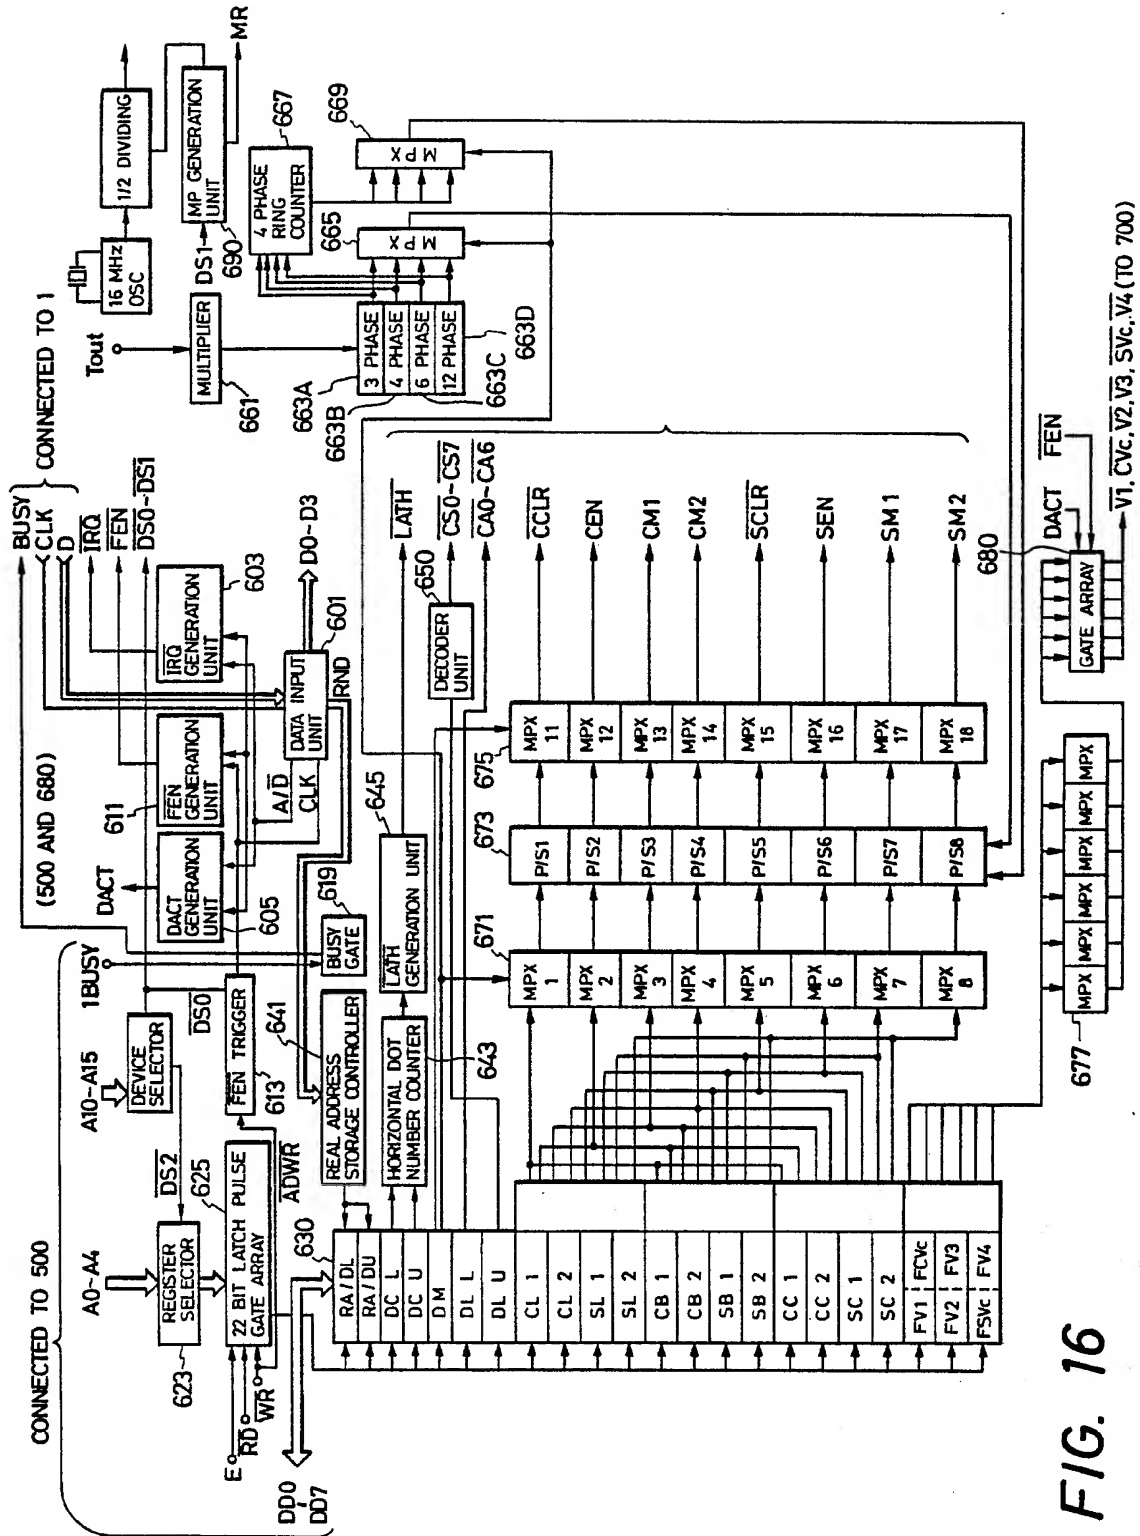 CONNECTED TO 500
A0~A4
A10~A15
1BUSY
E
RD
WR
REGISTER
SELECTOR
623
DS2
DEVICE
SELECTOR
22 BIT LATCH PULSE
GATE ARRAY
625
FEN TRIGGER
613
DS0
ADWR
DD0
DD7
DACT
(500 AND 680)
DACT
GENERATION
UNIT
605
FEN
GENERATION
UNIT
611
IRQ
GENERATION
UNIT
603
BUSY
CLK
D
CONNECTED TO 1
IRQ
FEN
DS0~DS1
A/D
CLK
DATA INPUT
UNIT
601
D0~D3
RND
BUSY
GATE
619
REAL ADDRESS
STORAGE CONTROLLER
641
HORIZONTAL DOT
NUMBER COUNTER
643
LATH
GENERATION UNIT
645
LATH
DECODER
UNIT
650
CS0~CS7
CA0~CA6
Tout
MULTIPLIER
661
16 MHz
OSC
1/2 DIVIDING
DS1
MP GENERATION
UNIT
690
MR
3 PHASE
4 PHASE
6 PHASE
12 PHASE
663A
663B
663C
663D
4 PHASE
RING
COUNTER
667
MPX
665
MPX
669
630
RA/DL
RA/DU
DC L
DC U
DM
DL L
DL U
CL 1
CL 2
SL 1
SL 2
CB 1
CB 2
SB 1
SB 2
CC 1
CC 2
SC 1
SC 2
FV1 FCVc
FV2 FV3
FSVc FV4
671
MPX
1
MPX
2
MPX
3
MPX
4
MPX
5
MPX
6
MPX
7
MPX
8
673
P/S1
P/S2
P/S3
P/S4
P/S5
P/S6
P/S7
P/S8
675
MPX
11
MPX
12
MPX
13
MPX
14
MPX
15
MPX
16
MPX
17
MPX
18
CCLR
CEN
CM1
CM2
SCLR
SEN
SM1
SM2
677
MPX MPX MPX MPX MPX MPX
680
GATE ARRAY
DACT
FEN
V1, CVc, V2, V3, SVc, V4 (TO 700)
FIG. 16